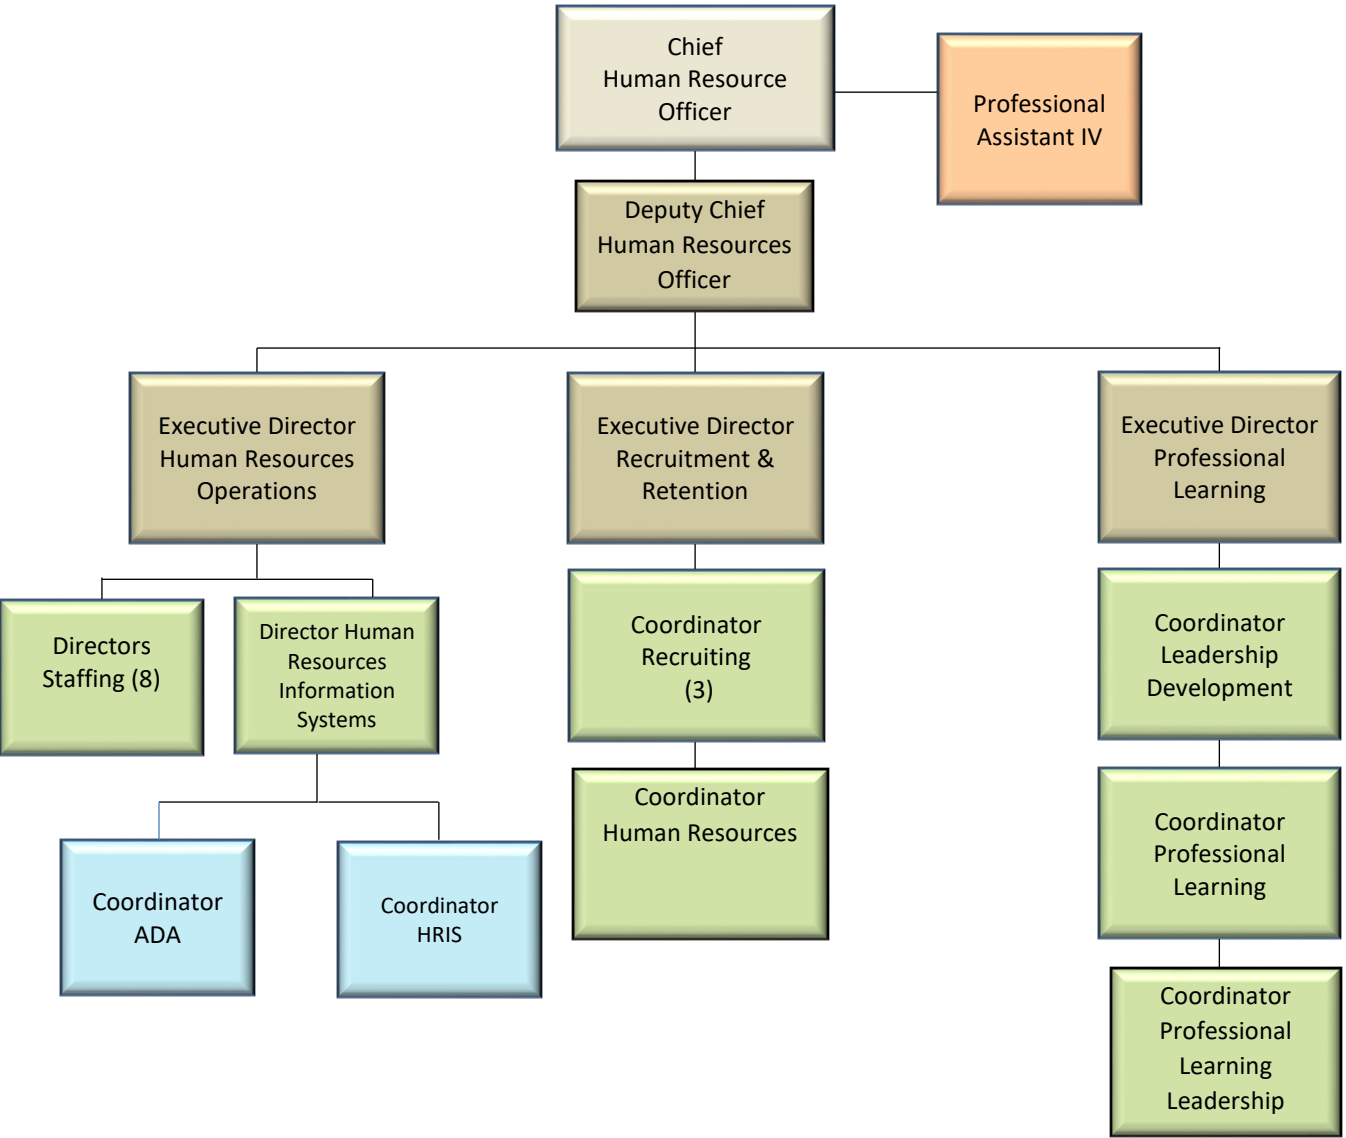 Chief
Human Resource
Officer
Professional
Assistant IV
Deputy Chief
Human Resources
Officer
Executive Director
Human Resources
Operations
Executive Director
Recruitment &
Retention
Executive Director
Professional
Learning
Directors
Staffing (8)
Director Human
Resources
Information
Systems
Coordinator
Recruiting
(3)
Coordinator
Leadership
Development
Coordinator
ADA
Coordinator
HRIS
Coordinator
Human Resources
Coordinator
Professional
Learning
Coordinator
Professional
Learning
Leadership